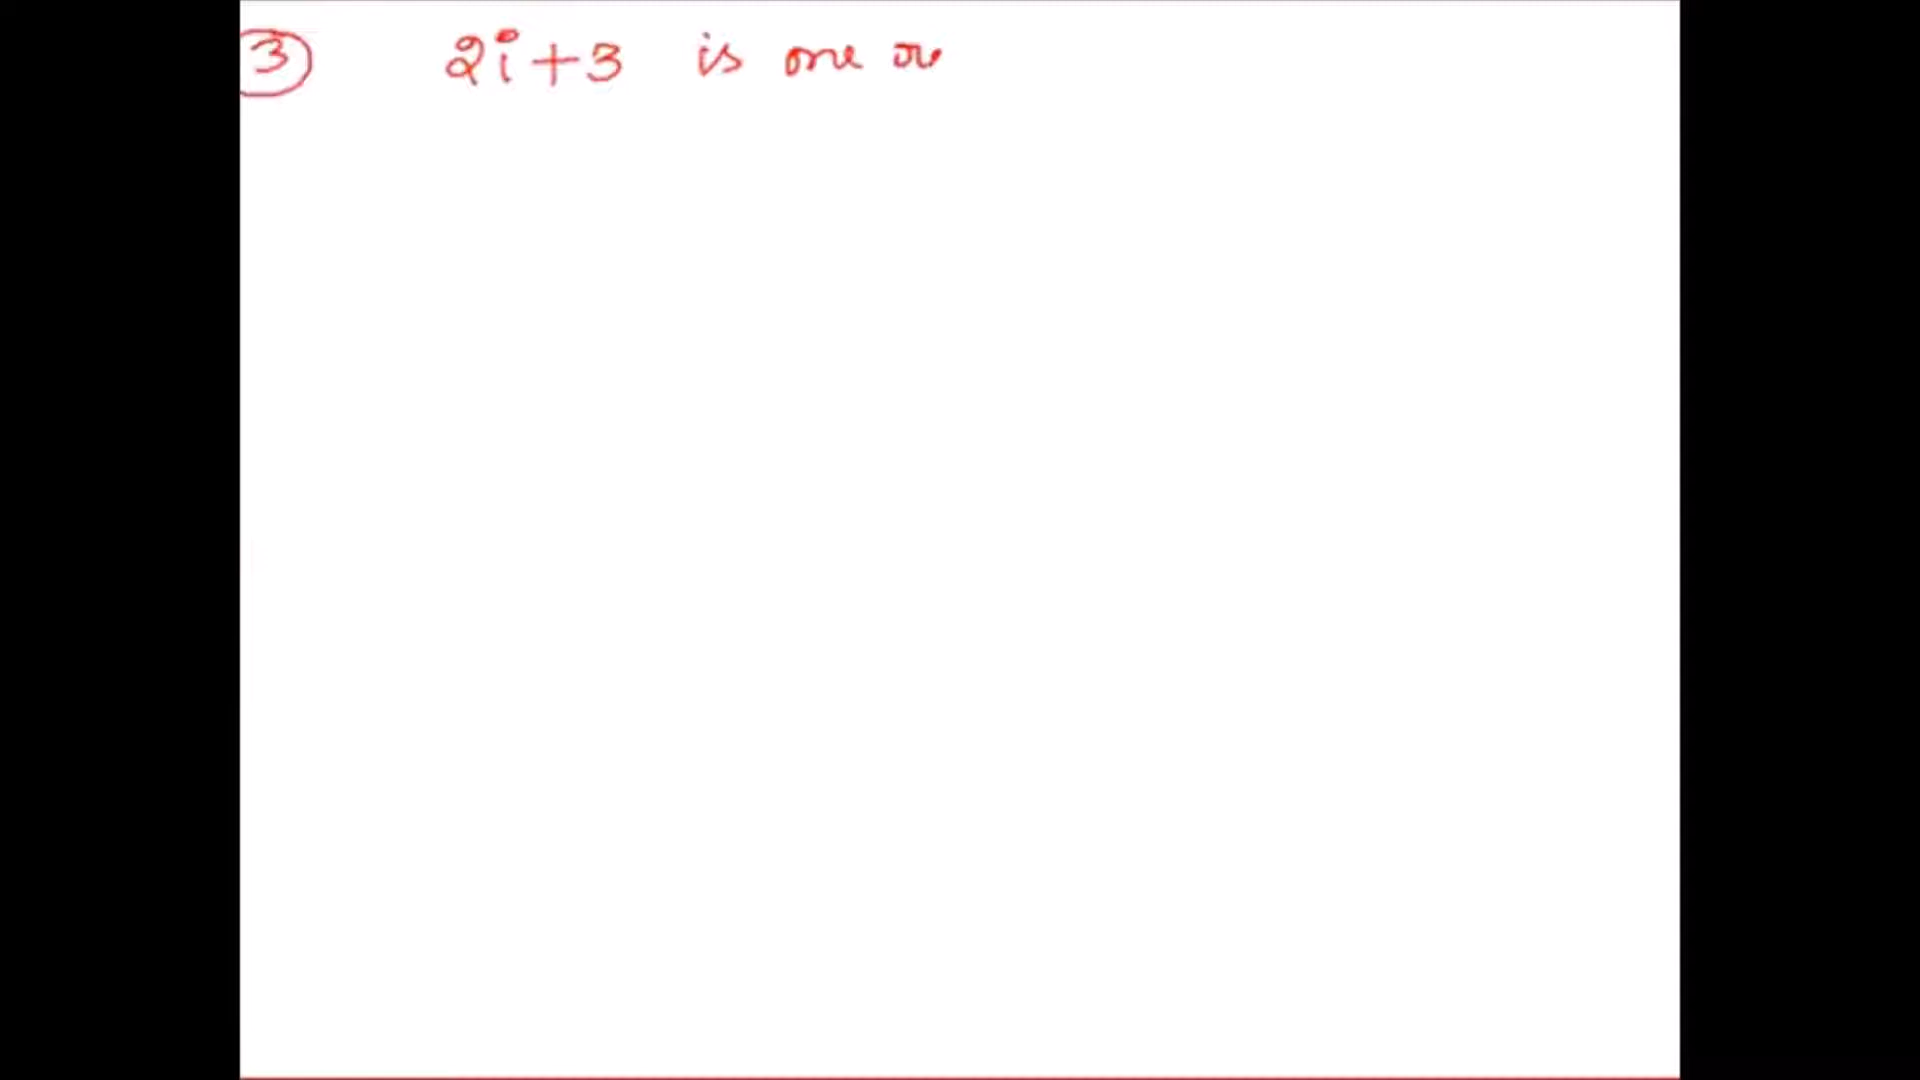 ③ 2i+3 is one